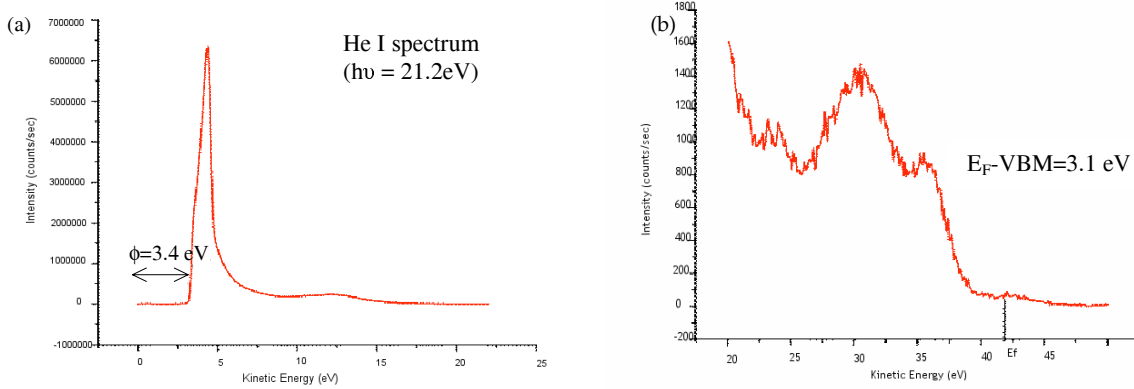 (a)
7000000
6000000
5000000
4000000
3000000
2000000
1000000
0
-1000000
Intensity (counts/sec)
He I spectrum
(hυ = 21.2eV)
ϕ=3.4 eV
0 5 10 15 20 25
Kinetic Energy (eV)
(b)
1800
1600
1400
1200
1000
800
600
400
200
0
-200
Intensity (counts/sec)
E_F-VBM=3.1 eV
20 25 30 35 40 Ef 45
Kinetic Energy (eV)